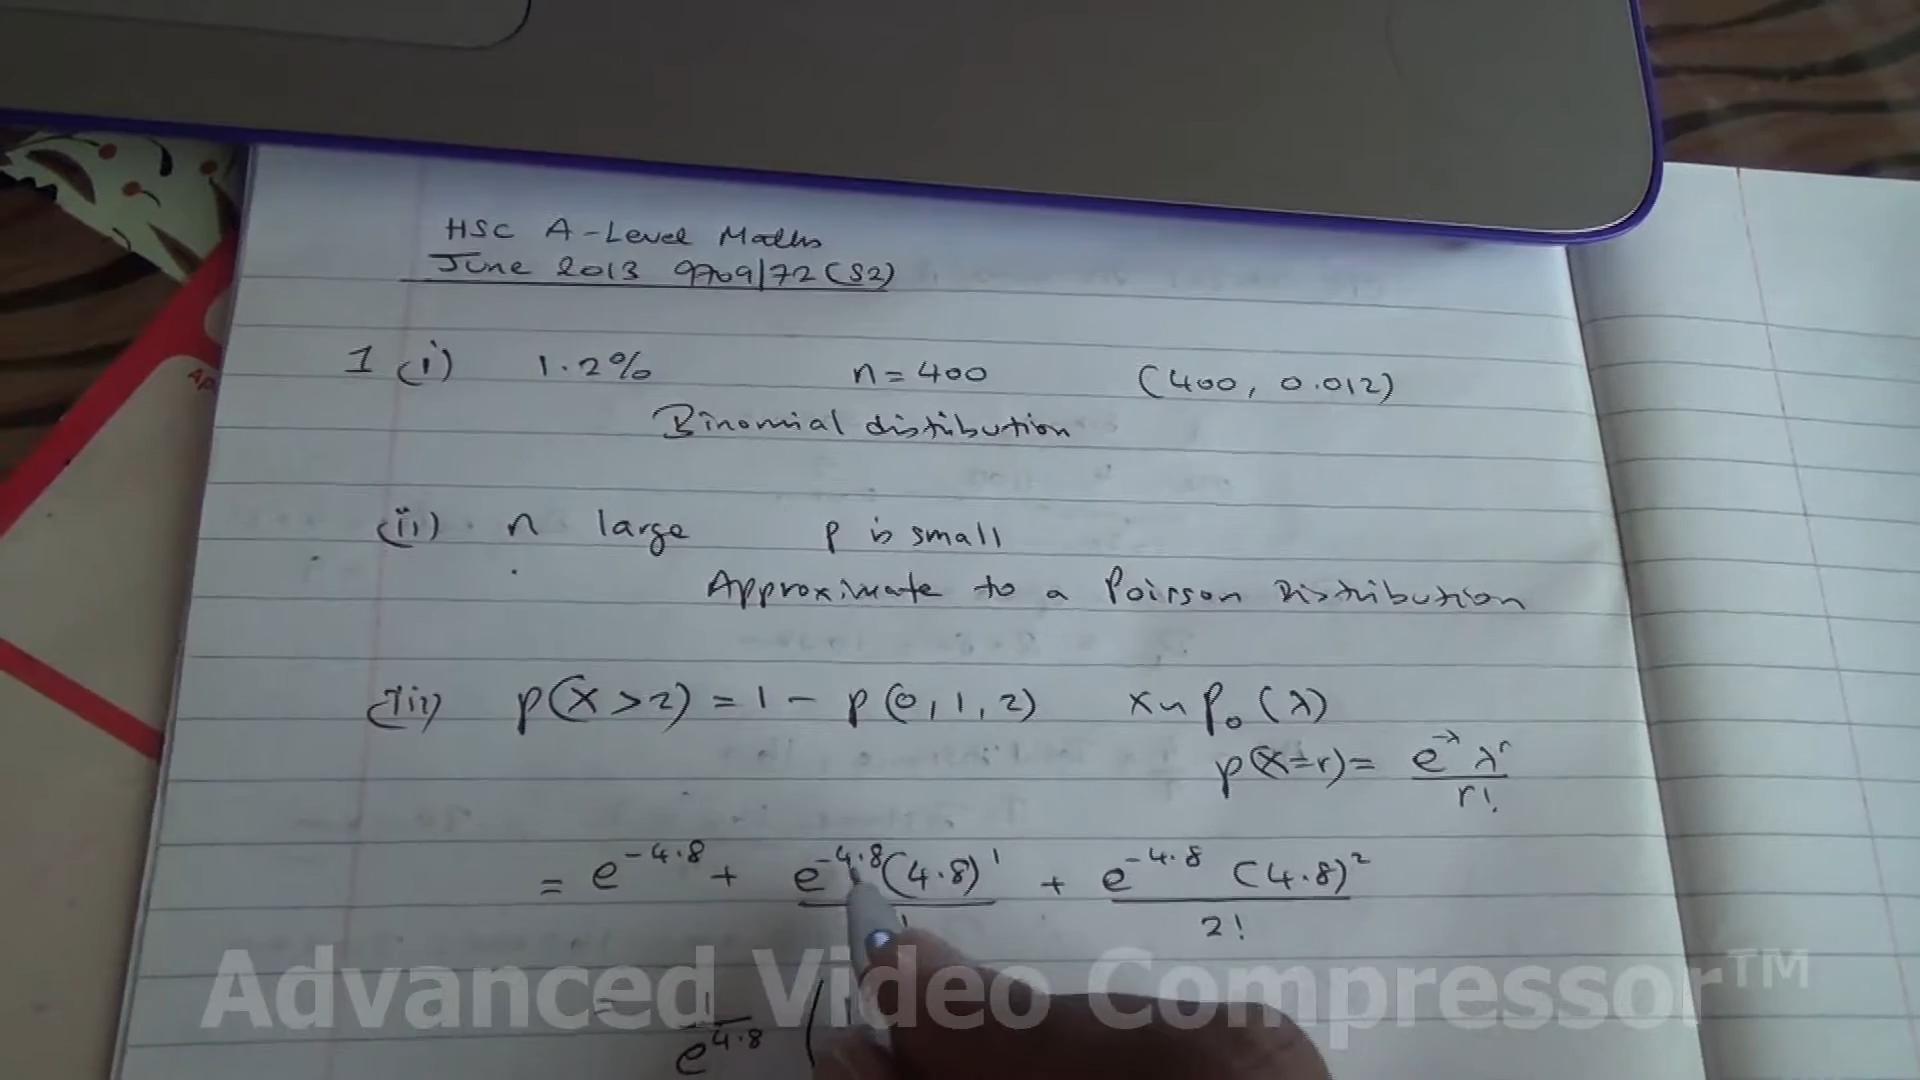 HSC A-Level Maths
June 2013 9709/72 (S2)
1 (i) 1.2% n = 400 (400, 0.012)
Binomial distribution
(ii) n large p is small
Approximate to a Poisson Distribution
(iii) p(X > 2) = 1 - p(0, 1, 2) X ~ P₀ (λ)
p(X = r) = e^-λ λ^r / r!
= e^-4.8 + e^-4.8 (4.8)^1 / ! + e^-4.8 (4.8)^2 / 2!
= 1 / e^4.8 ( 1
Advanced Video Compressor™